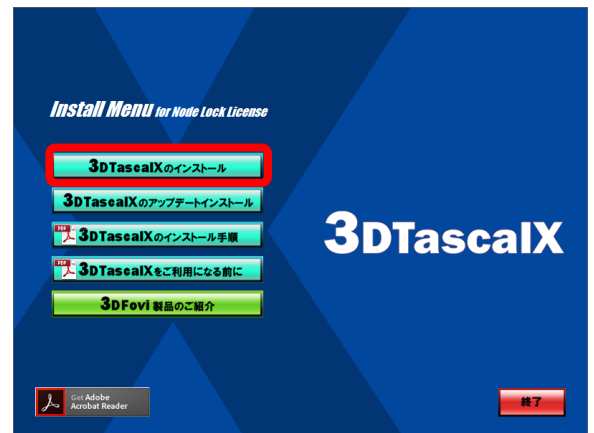 Install Menu for Node Lock License
3DTascalXのインストール
3DTascalXのアップデートインストール
PDF 3DTascalXのインストール手順
PDF 3DTascalXをご利用になる前に
3DFovi 製品のご紹介
3DTascalX
Get Adobe
Acrobat Reader
終了